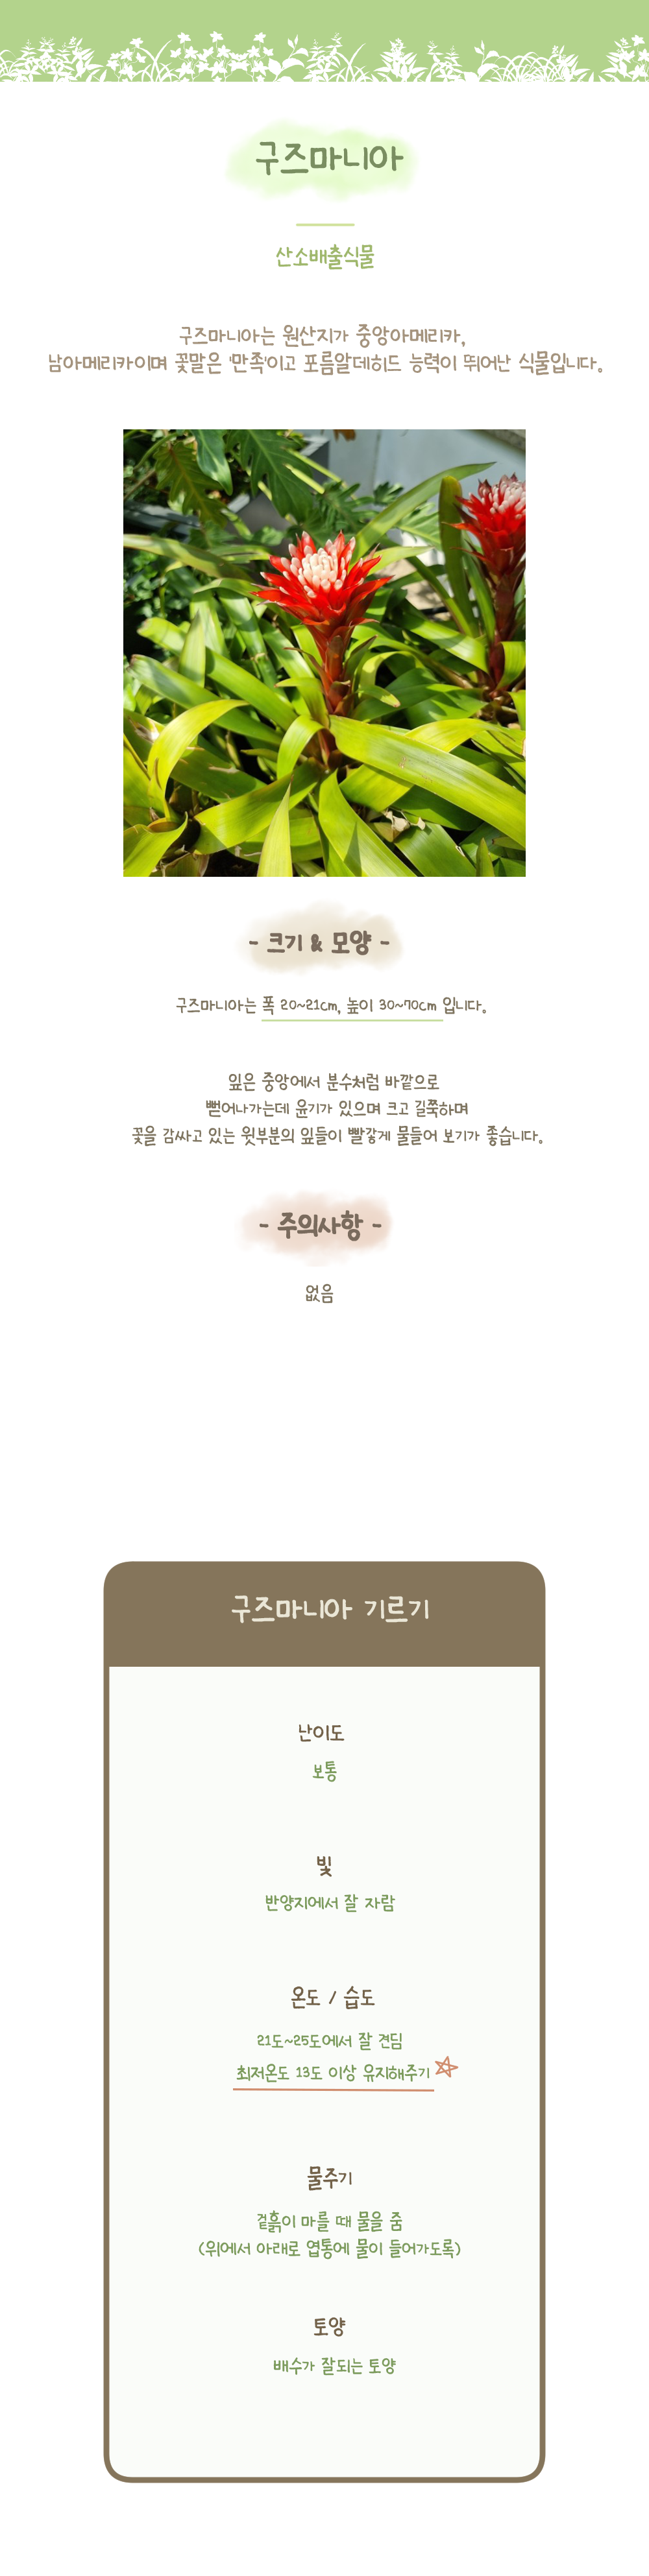 구즈마니아
산소배출식물
구즈마니아는 원산지가 중앙아메리카,
남아메리카이며 꽃말은 '만족'이고 포름알데히드 능력이 뛰어난 식물입니다.
- 크기 & 모양 -
구즈마니아는 폭 20~21cm, 높이 30~70cm 입니다.
잎은 중앙에서 분수처럼 바깥으로
뻗어나가는데 윤기가 있으며 크고 길쭉하며
꽃을 감싸고 있는 윗부분의 잎들이 빨갛게 물들어 보기가 좋습니다.
- 주의사항 -
없음
구즈마니아 기르기
난이도
보통
빛
반양지에서 잘 자람
온도 / 습도
21도~25도에서 잘 견딤
최저온도 13도 이상 유지해주기
물주기
겉흙이 마를 때 물을 줌
(위에서 아래로 엽통에 물이 들어가도록)
토양
배수가 잘되는 토양